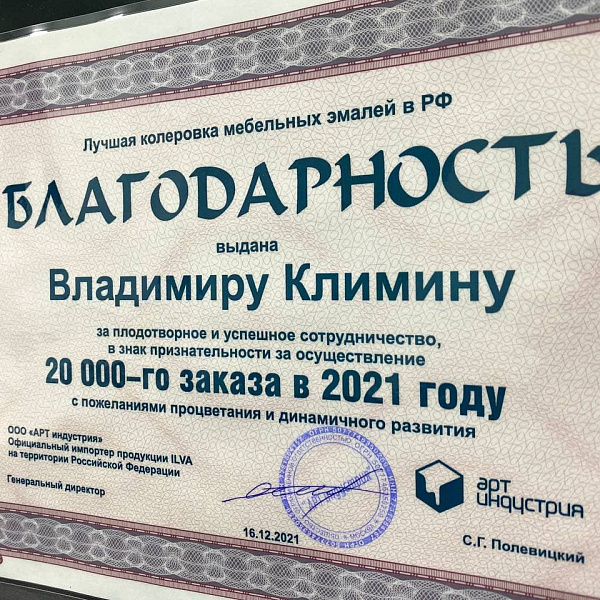 Лучшая колеровка мебельных эмалей в РФ
БЛАГОДАРНОСТЬ
выдана
Владимиру Климину
за плодотворное и успешное сотрудничество,
в знак признательности за осуществление
20 000–го заказа в 2021 году
с пожеланиями процветания и динамичного развития
ООО «АРТ индустрия»
Официальный импортер продукции ILVA
на территории Российской Федерации
Генеральный директор
арт
индустрия
16.12.2021
С.Г. Полевицкий